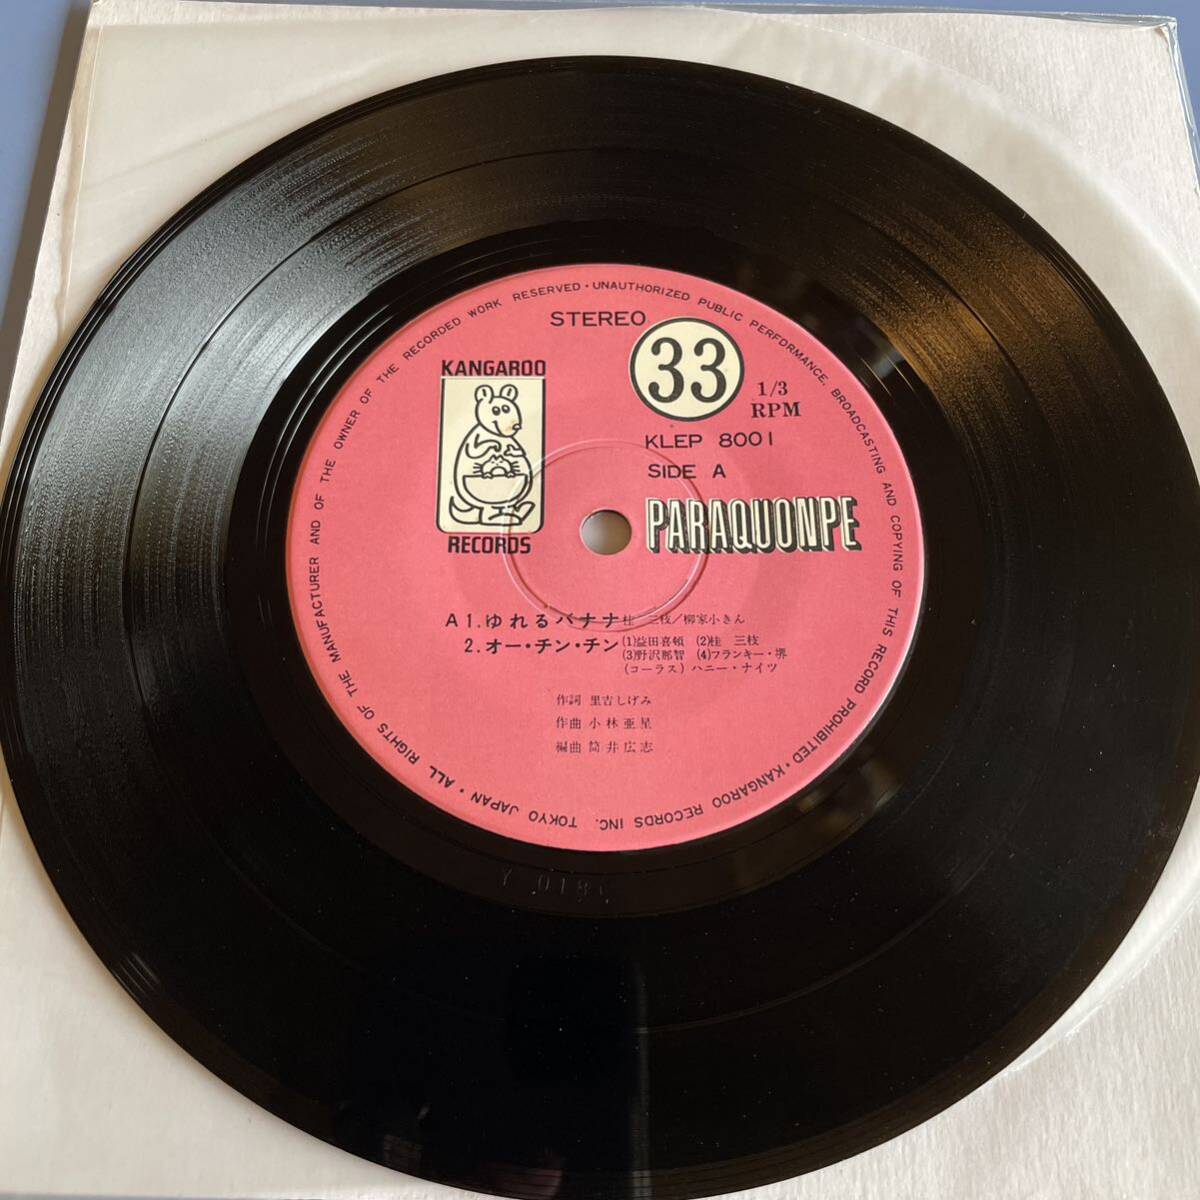 ALL RIGHTS OF THE MANUFACTURER AND OF THE OWNER OF THE RECORDED WORK RESERVED・UNAUTHORIZED PUBLIC PERFORMANCE, BROADCASTING AND COPYING OF THIS RECORD PROHIBITED・KANGAROO RECORDS INC. TOKYO JAPAN・
STEREO
KANGAROO
RECORDS
33
1/3
RPM
KLEP 8001
SIDE A
PARAQUONPE
A1.ゆれるバナナ 桂 三枝/柳家小きん
2.オー・チン・チン (1)益田喜頓 (2)桂 三枝
(3)野沢那智 (4)フランキー・堺
(コーラス) ハニー・ナイツ
作詞 里吉しげみ
作曲 小林亜星
編曲 筒井広志